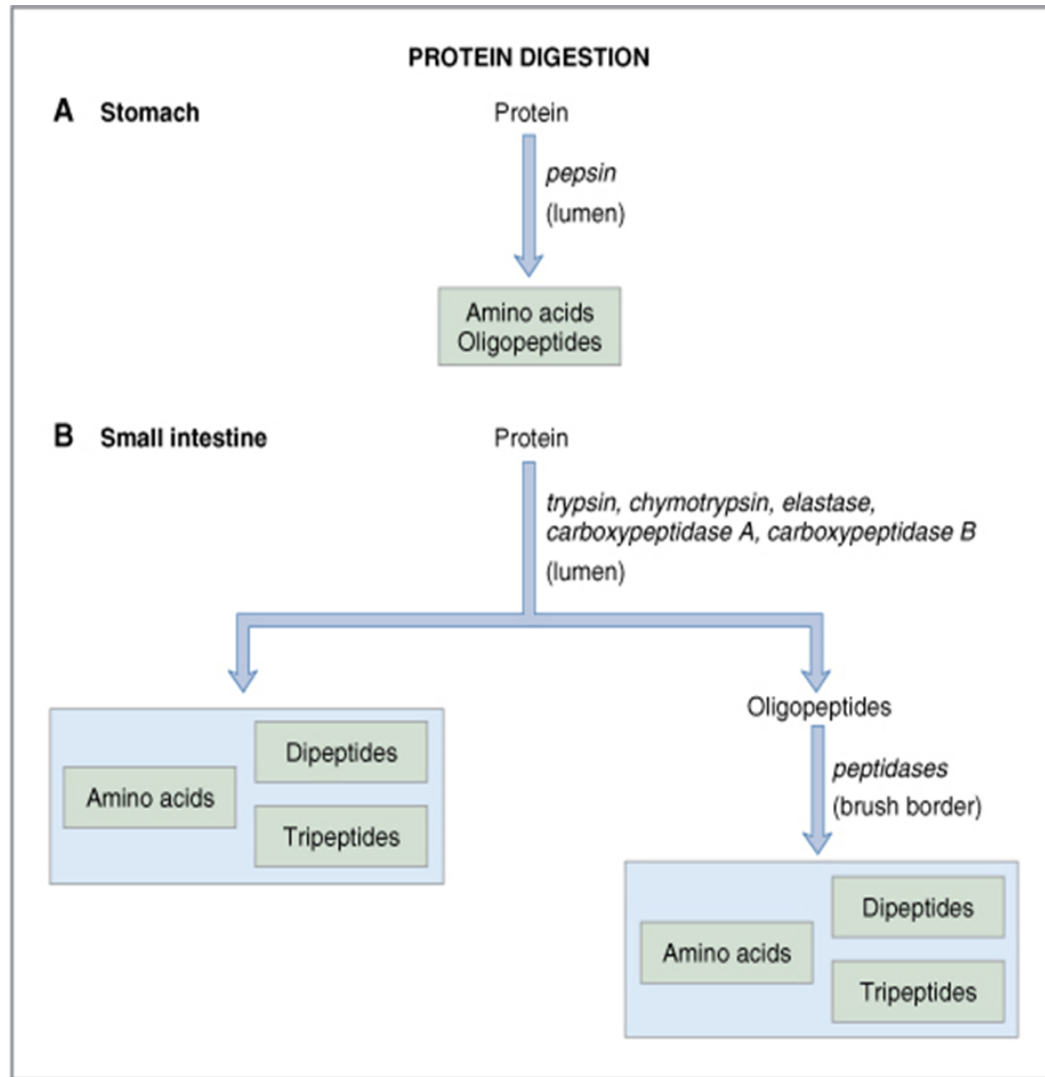 PROTEIN DIGESTION
A Stomach
Protein
pepsin
(lumen)
Amino acids
Oligopeptides
B Small intestine
Protein
trypsin, chymotrypsin, elastase,
carboxypeptidase A, carboxypeptidase B
(lumen)
Amino acids
Dipeptides
Tripeptides
Oligopeptides
peptidases
(brush border)
Amino acids
Dipeptides
Tripeptides